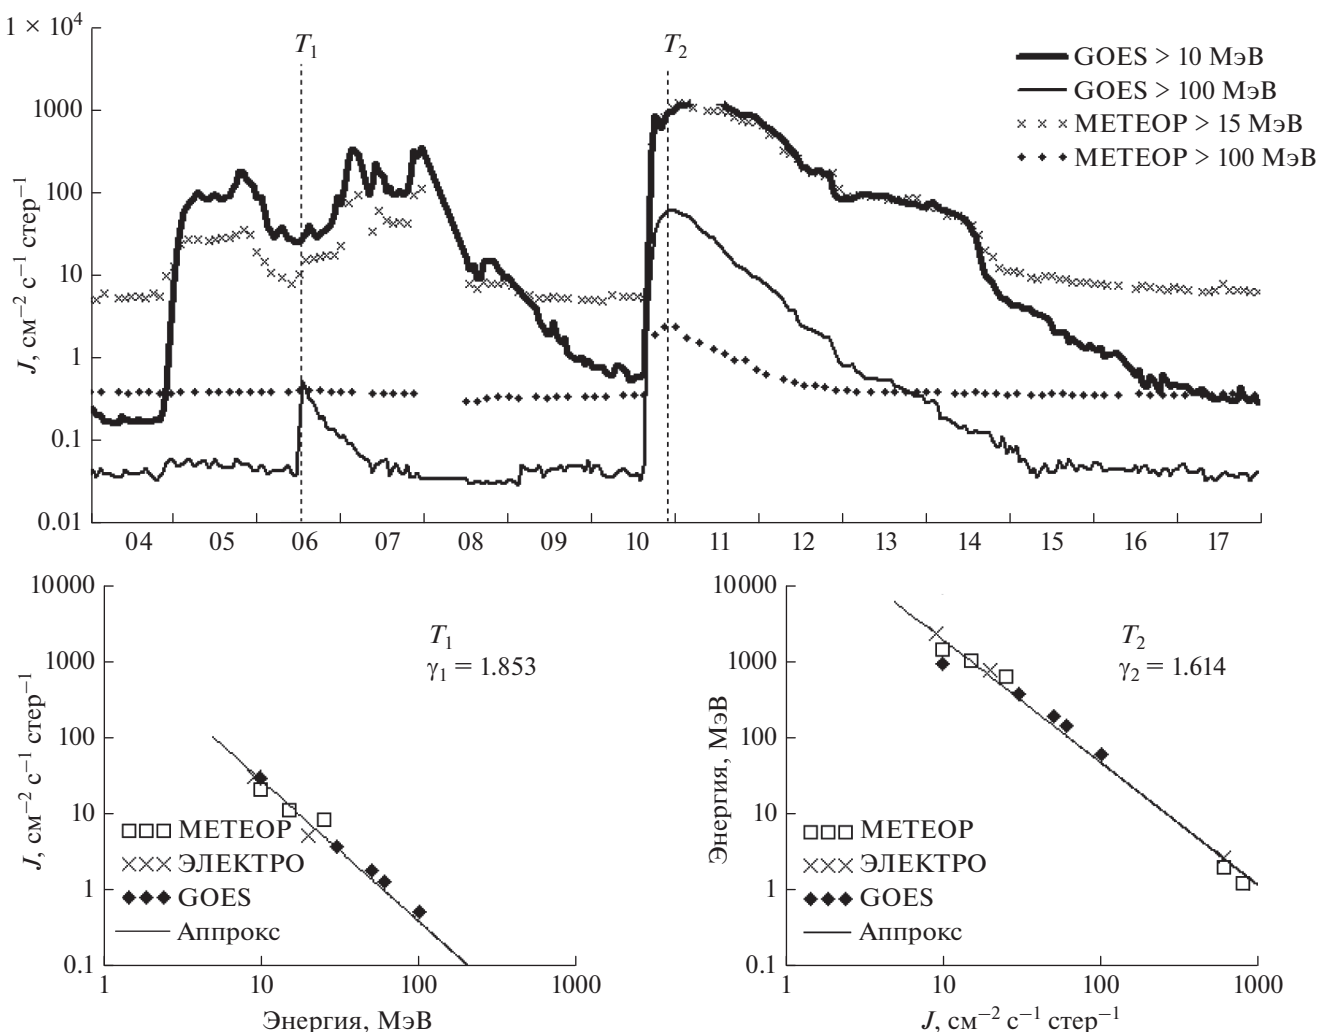 1 × 10⁴
1000
100
10
1
0.1
0.01
J, см⁻² с⁻¹ стер⁻¹
T₁
T₂
GOES > 10 МэВ
GOES > 100 МэВ
МЕТЕОР > 15 МэВ
МЕТЕОР > 100 МэВ
04 05 06 07 08 09 10 11 12 13 14 15 16 17
10000
1000
100
10
1
0.1
J, см⁻² с⁻¹ стер⁻¹
T₁
γ₁ = 1.853
МЕТЕОР
ЭЛЕКТРО
GOES
Аппрокс
1 10 100 1000
Энергия, МэВ
10000
1000
100
10
1
0.1
Энергия, МэВ
T₂
γ₂ = 1.614
МЕТЕОР
ЭЛЕКТРО
GOES
Аппрокс
1 10 100 1000
J, см⁻² с⁻¹ стер⁻¹